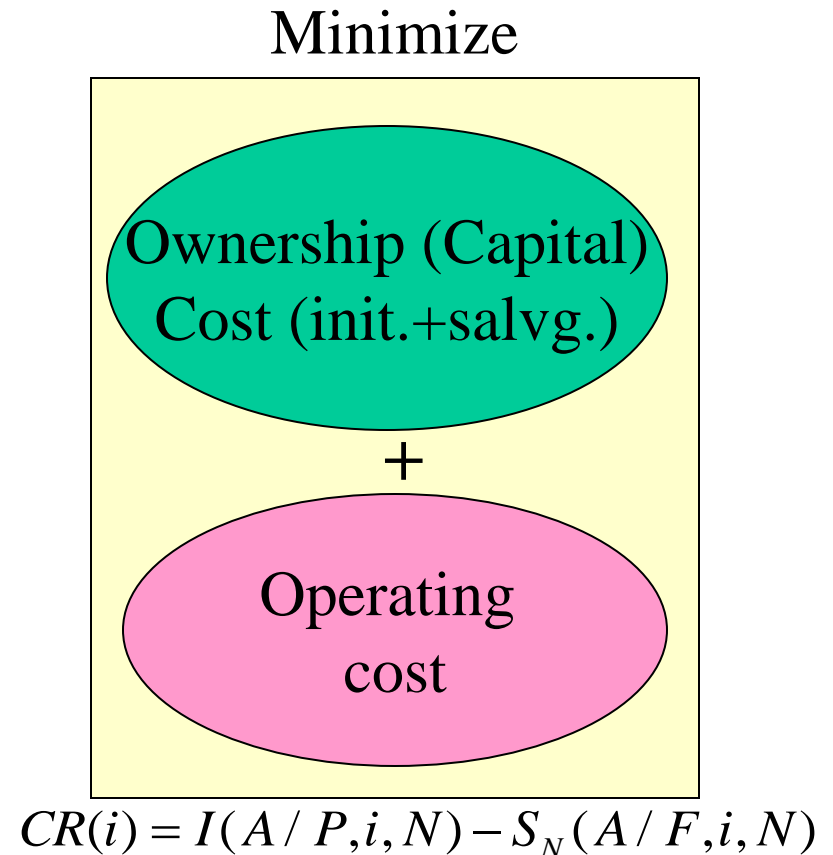 Minimize
Ownership (Capital)
Cost (init.+salvg.)
+
Operating
cost
CR(i) = I(A / P,i,N) − S_N(A / F,i,N)